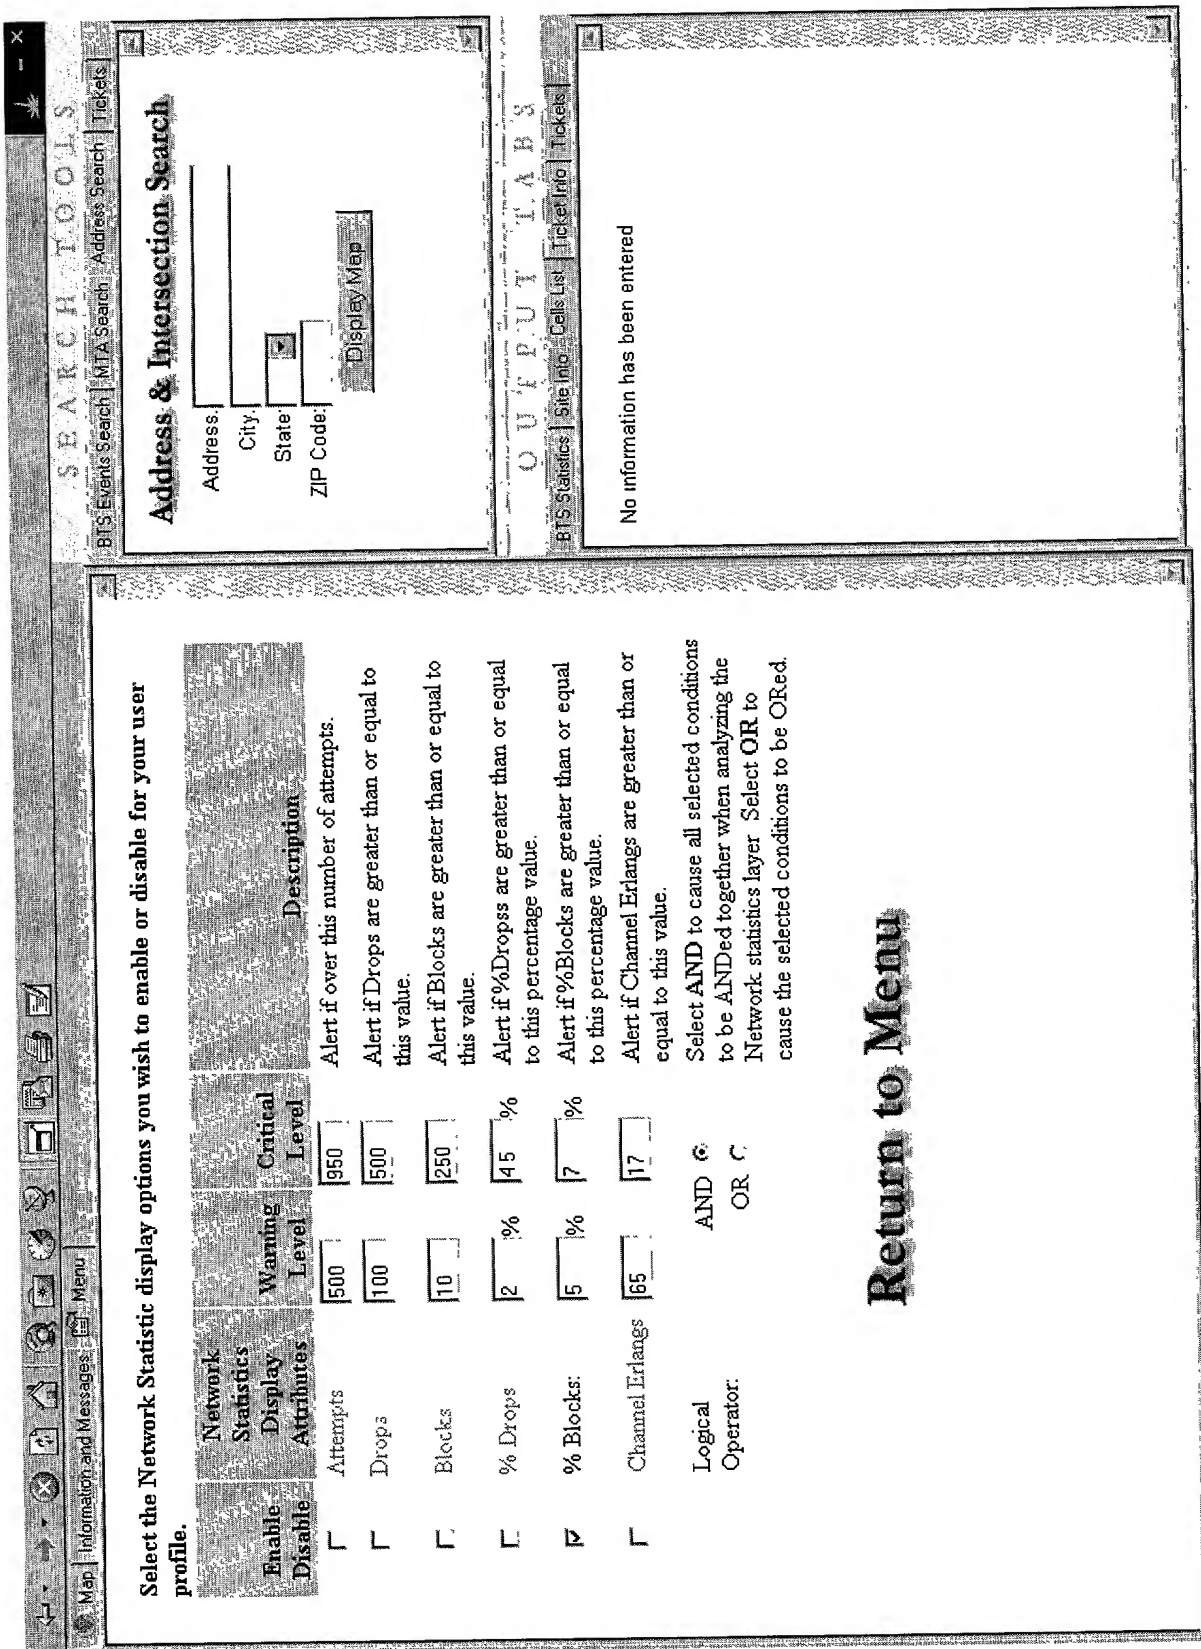 Map Information and Messages Menu
Select the Network Statistic display options you wish to enable or disable for your user
profile.
Enable
Disable
Network
Statistics
Display
Attributes
Warning
Level
Critical
Level
Description
Attempts 500 950 Alert if over this number of attempts.
Drops 100 500 Alert if Drops are greater than or equal to
this value.
Blocks 10 250 Alert if Blocks are greater than or equal to
this value.
% Drops 2 % 45 % Alert if %Dropss are greater than or equal
to this percentage value.
% Blocks: 5 % 7 % Alert if %Blocks are greater than or equal
to this percentage value.
Channel Erlangs 65 17 Alert if Channel Erlangs are greater than or
equal to this value.
Logical
Operator:
AND
OR
Select AND to cause all selected conditions
to be ANDed together when analyzing the
Network statistics layer Select OR to
cause the selected conditions to be ORed.
Return to Menu
SEARCH TOOLS
BTS Events Search MTA Search Address Search Tickets
Address & Intersection Search
Address:
City:
State:
ZIP Code:
Display Map
OUTPUT TABS
BTS Statistics Site Info Cells List Ticket Info Tickets
No information has been entered